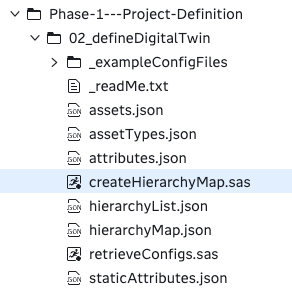 Phase-1---Project-Definition
02_defineDigitalTwin
_exampleConfigFiles
_readMe.txt
assets.json
assetTypes.json
attributes.json
createHierarchyMap.sas
hierarchyList.json
hierarchyMap.json
retrieveConfigs.sas
staticAttributes.json